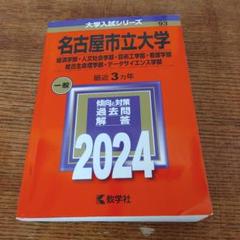 大学入試シリーズ
93
名古屋市立大学
経済学部・人文社会学部・芸術工学部・看護学部
総合生命理学部・データサイエンス学部
一般
最近3カ年
傾向と対策
過去問
解答
2024
数学社